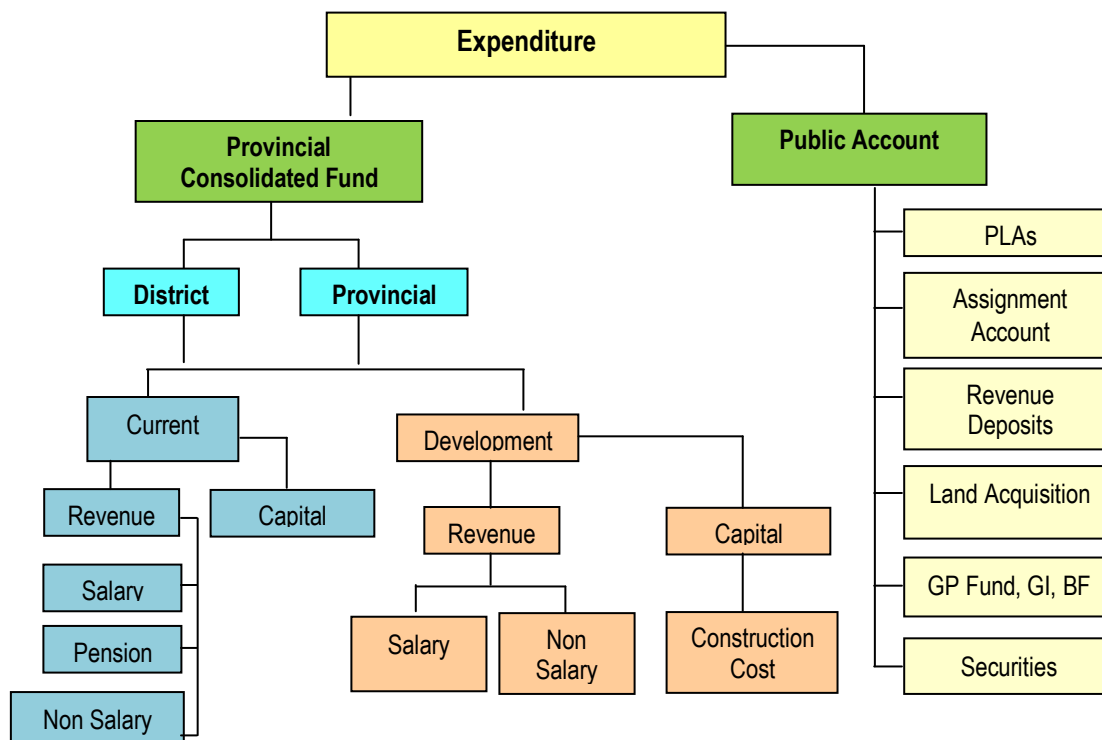 Expenditure
Provincial
Consolidated Fund
Public Account
District
Provincial
PLAs
Assignment
Account
Revenue
Deposits
Land Acquisition
GP Fund, GI, BF
Securities
Current
Development
Revenue
Capital
Revenue
Capital
Salary
Pension
Non Salary
Salary
Non
Salary
Construction
Cost